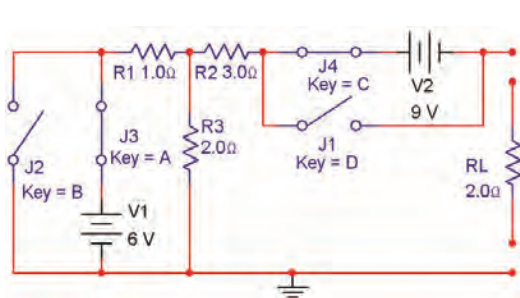 R1 1.0Ω
R2 3.0Ω
J4
Key = C
V2
9 V
J3
Key = A
R3
2.0Ω
J1
Key = D
J2
Key = B
RL
2.0Ω
V1
6 V